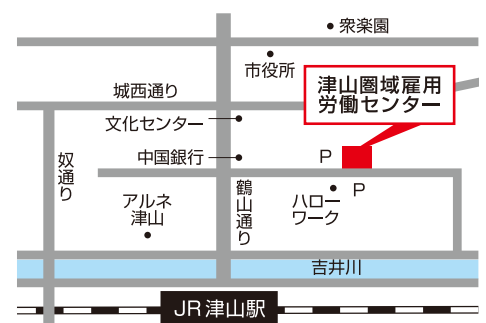 衆楽園
市役所
城西通り
津山圏域雇用
労働センター
文化センター
中国銀行
P
奴通り
鶴山通り
P
アルネ
津山
ハロー
ワーク
吉井川
JR津山駅